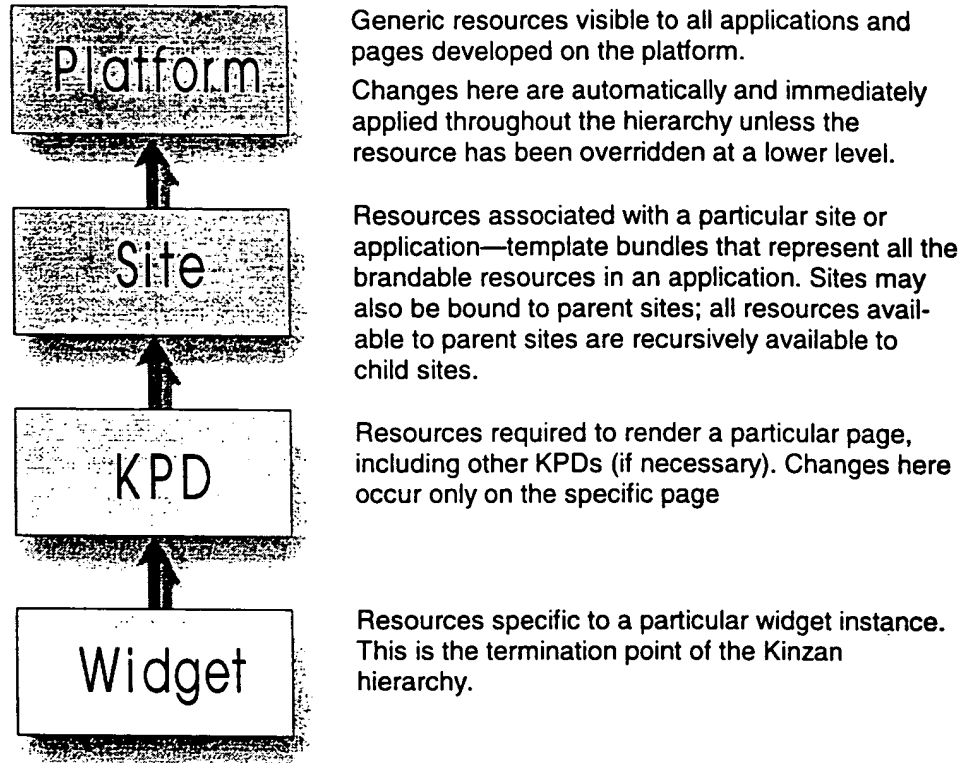 Platform
Generic resources visible to all applications and
pages developed on the platform.
Changes here are automatically and immediately
applied throughout the hierarchy unless the
resource has been overridden at a lower level.
Site
Resources associated with a particular site or
application—template bundles that represent all the
brandable resources in an application. Sites may
also be bound to parent sites; all resources avail-
able to parent sites are recursively available to
child sites.
KPD
Resources required to render a particular page,
including other KPDs (if necessary). Changes here
occur only on the specific page
Widget
Resources specific to a particular widget instance.
This is the termination point of the Kinzan
hierarchy.